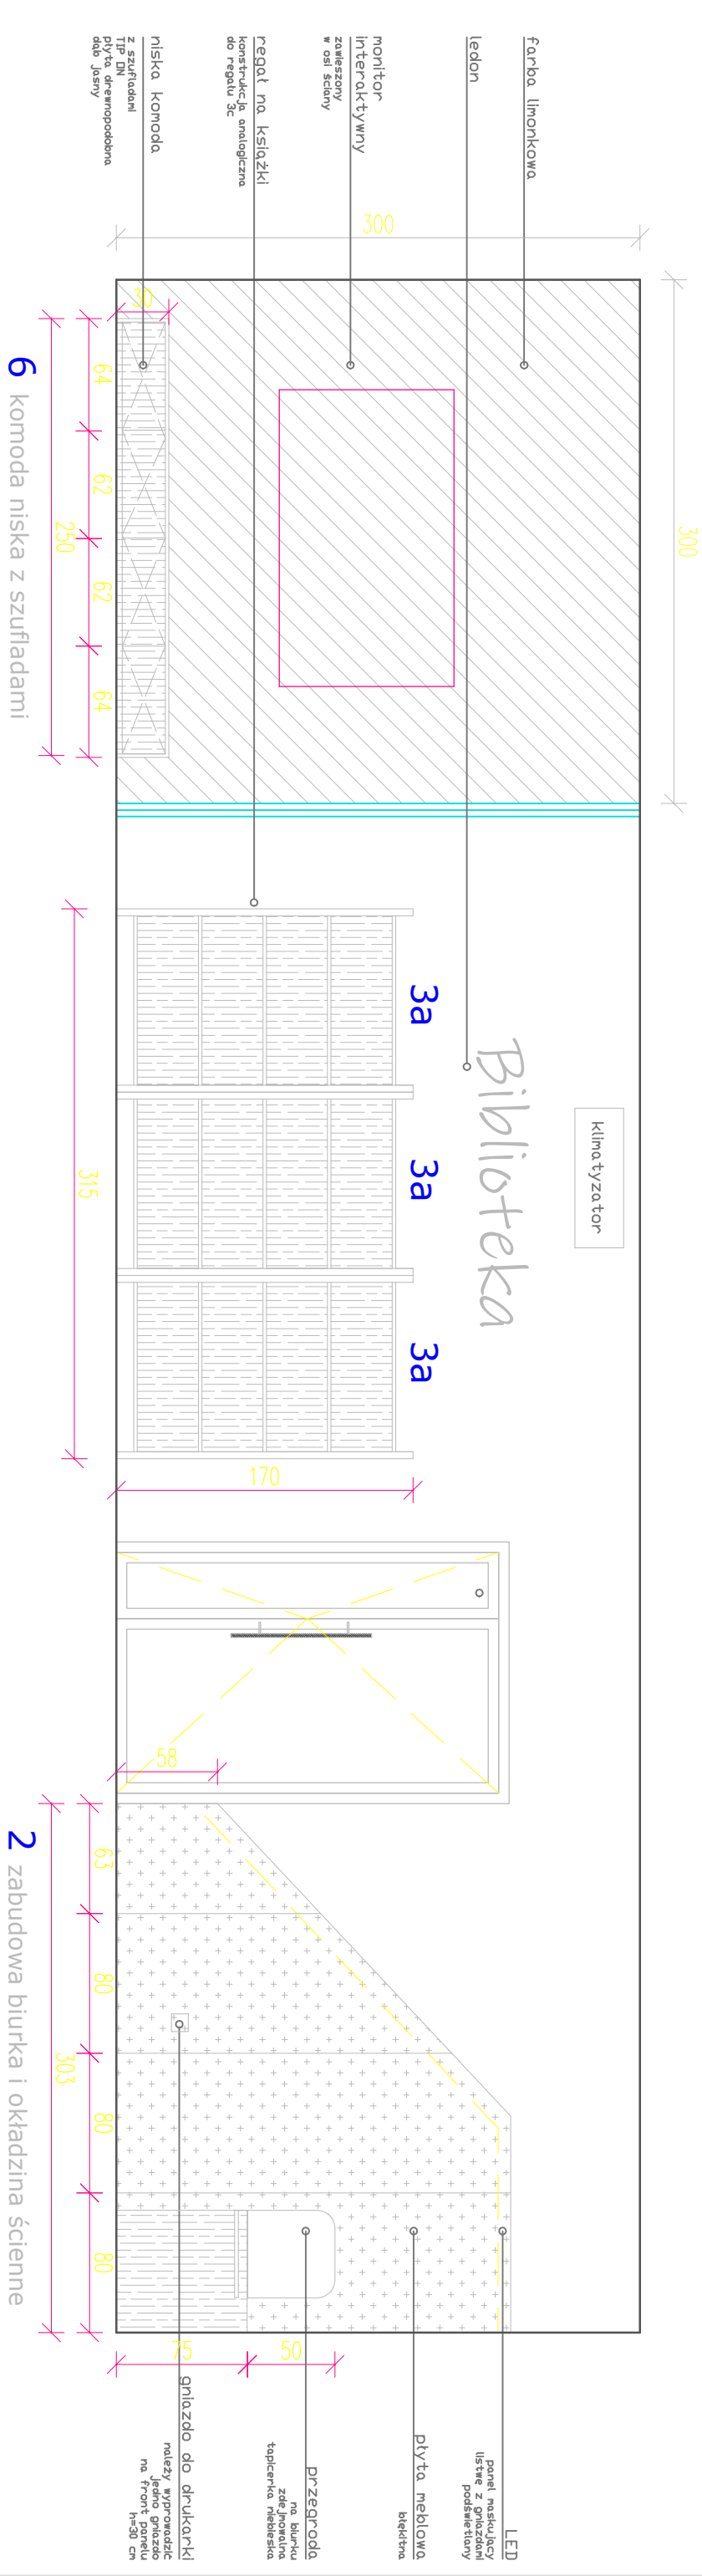 farba limonkowa
ledon
monitor
interaktywny
zawieszony
w osi ściany
regał na książki
konstrukcja analogiczna
do regału 3c
niska komoda
z szufladami
TIP ON
płyta drewnopodobna
dąb jasny
300
300
30
64
62
62
64
250
6 komoda niska z szufladami
klimatyzator
Biblioteka
3a
3a
3a
315
170
58
63
80
80
80
303
75
50
2 zabudowa biurka i okładzina ścienne
LED
panel maskujący
listwę z gniazdami
podświetlany
płyta meblowa
błękitna
przegroda
na biurku
zdejmowalna
tapicerka niebieska
gniazdo do drukarki
należy wyprowadzić
jedno gniazdo
na front panelu
h=30 cm